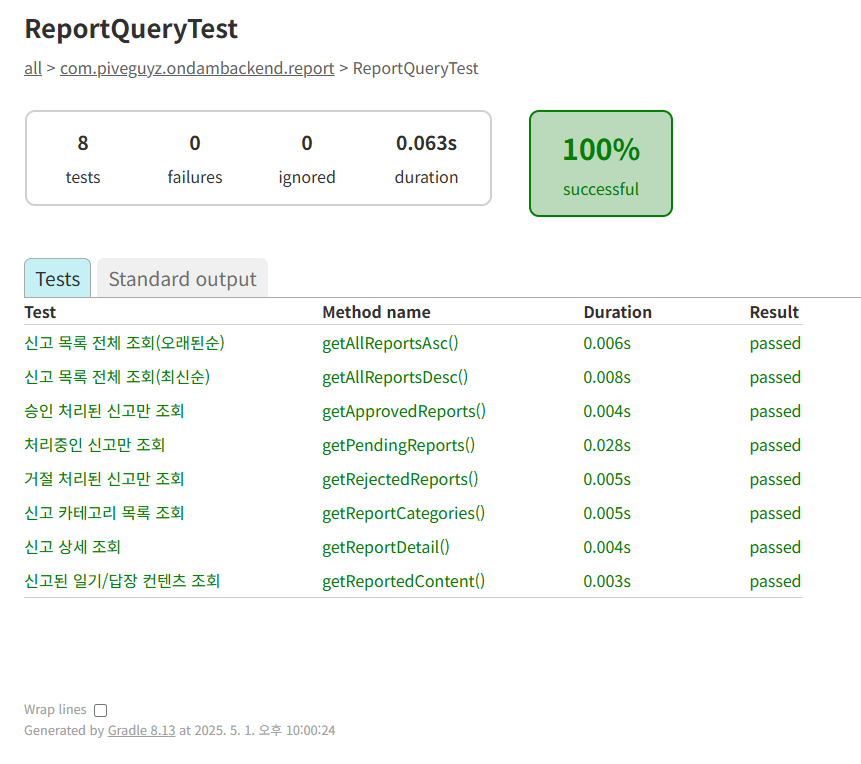 ReportQueryTest
all > com.piveguyz.ondambackend.report > ReportQueryTest
8 0 0 0.063s
tests failures ignored duration
100%
successful
Tests Standard output
Test Method name Duration Result
신고 목록 전체 조회(오래된순) getAllReportsAsc() 0.006s passed
신고 목록 전체 조회(최신순) getAllReportsDesc() 0.008s passed
승인 처리된 신고만 조회 getApprovedReports() 0.004s passed
처리중인 신고만 조회 getPendingReports() 0.028s passed
거절 처리된 신고만 조회 getRejectedReports() 0.005s passed
신고 카테고리 목록 조회 getReportCategories() 0.005s passed
신고 상세 조회 getReportDetail() 0.004s passed
신고된 일기/답장 컨텐츠 조회 getReportedContent() 0.003s passed
Wrap lines
Generated by Gradle 8.13 at 2025. 5. 1. 오후 10:00:24